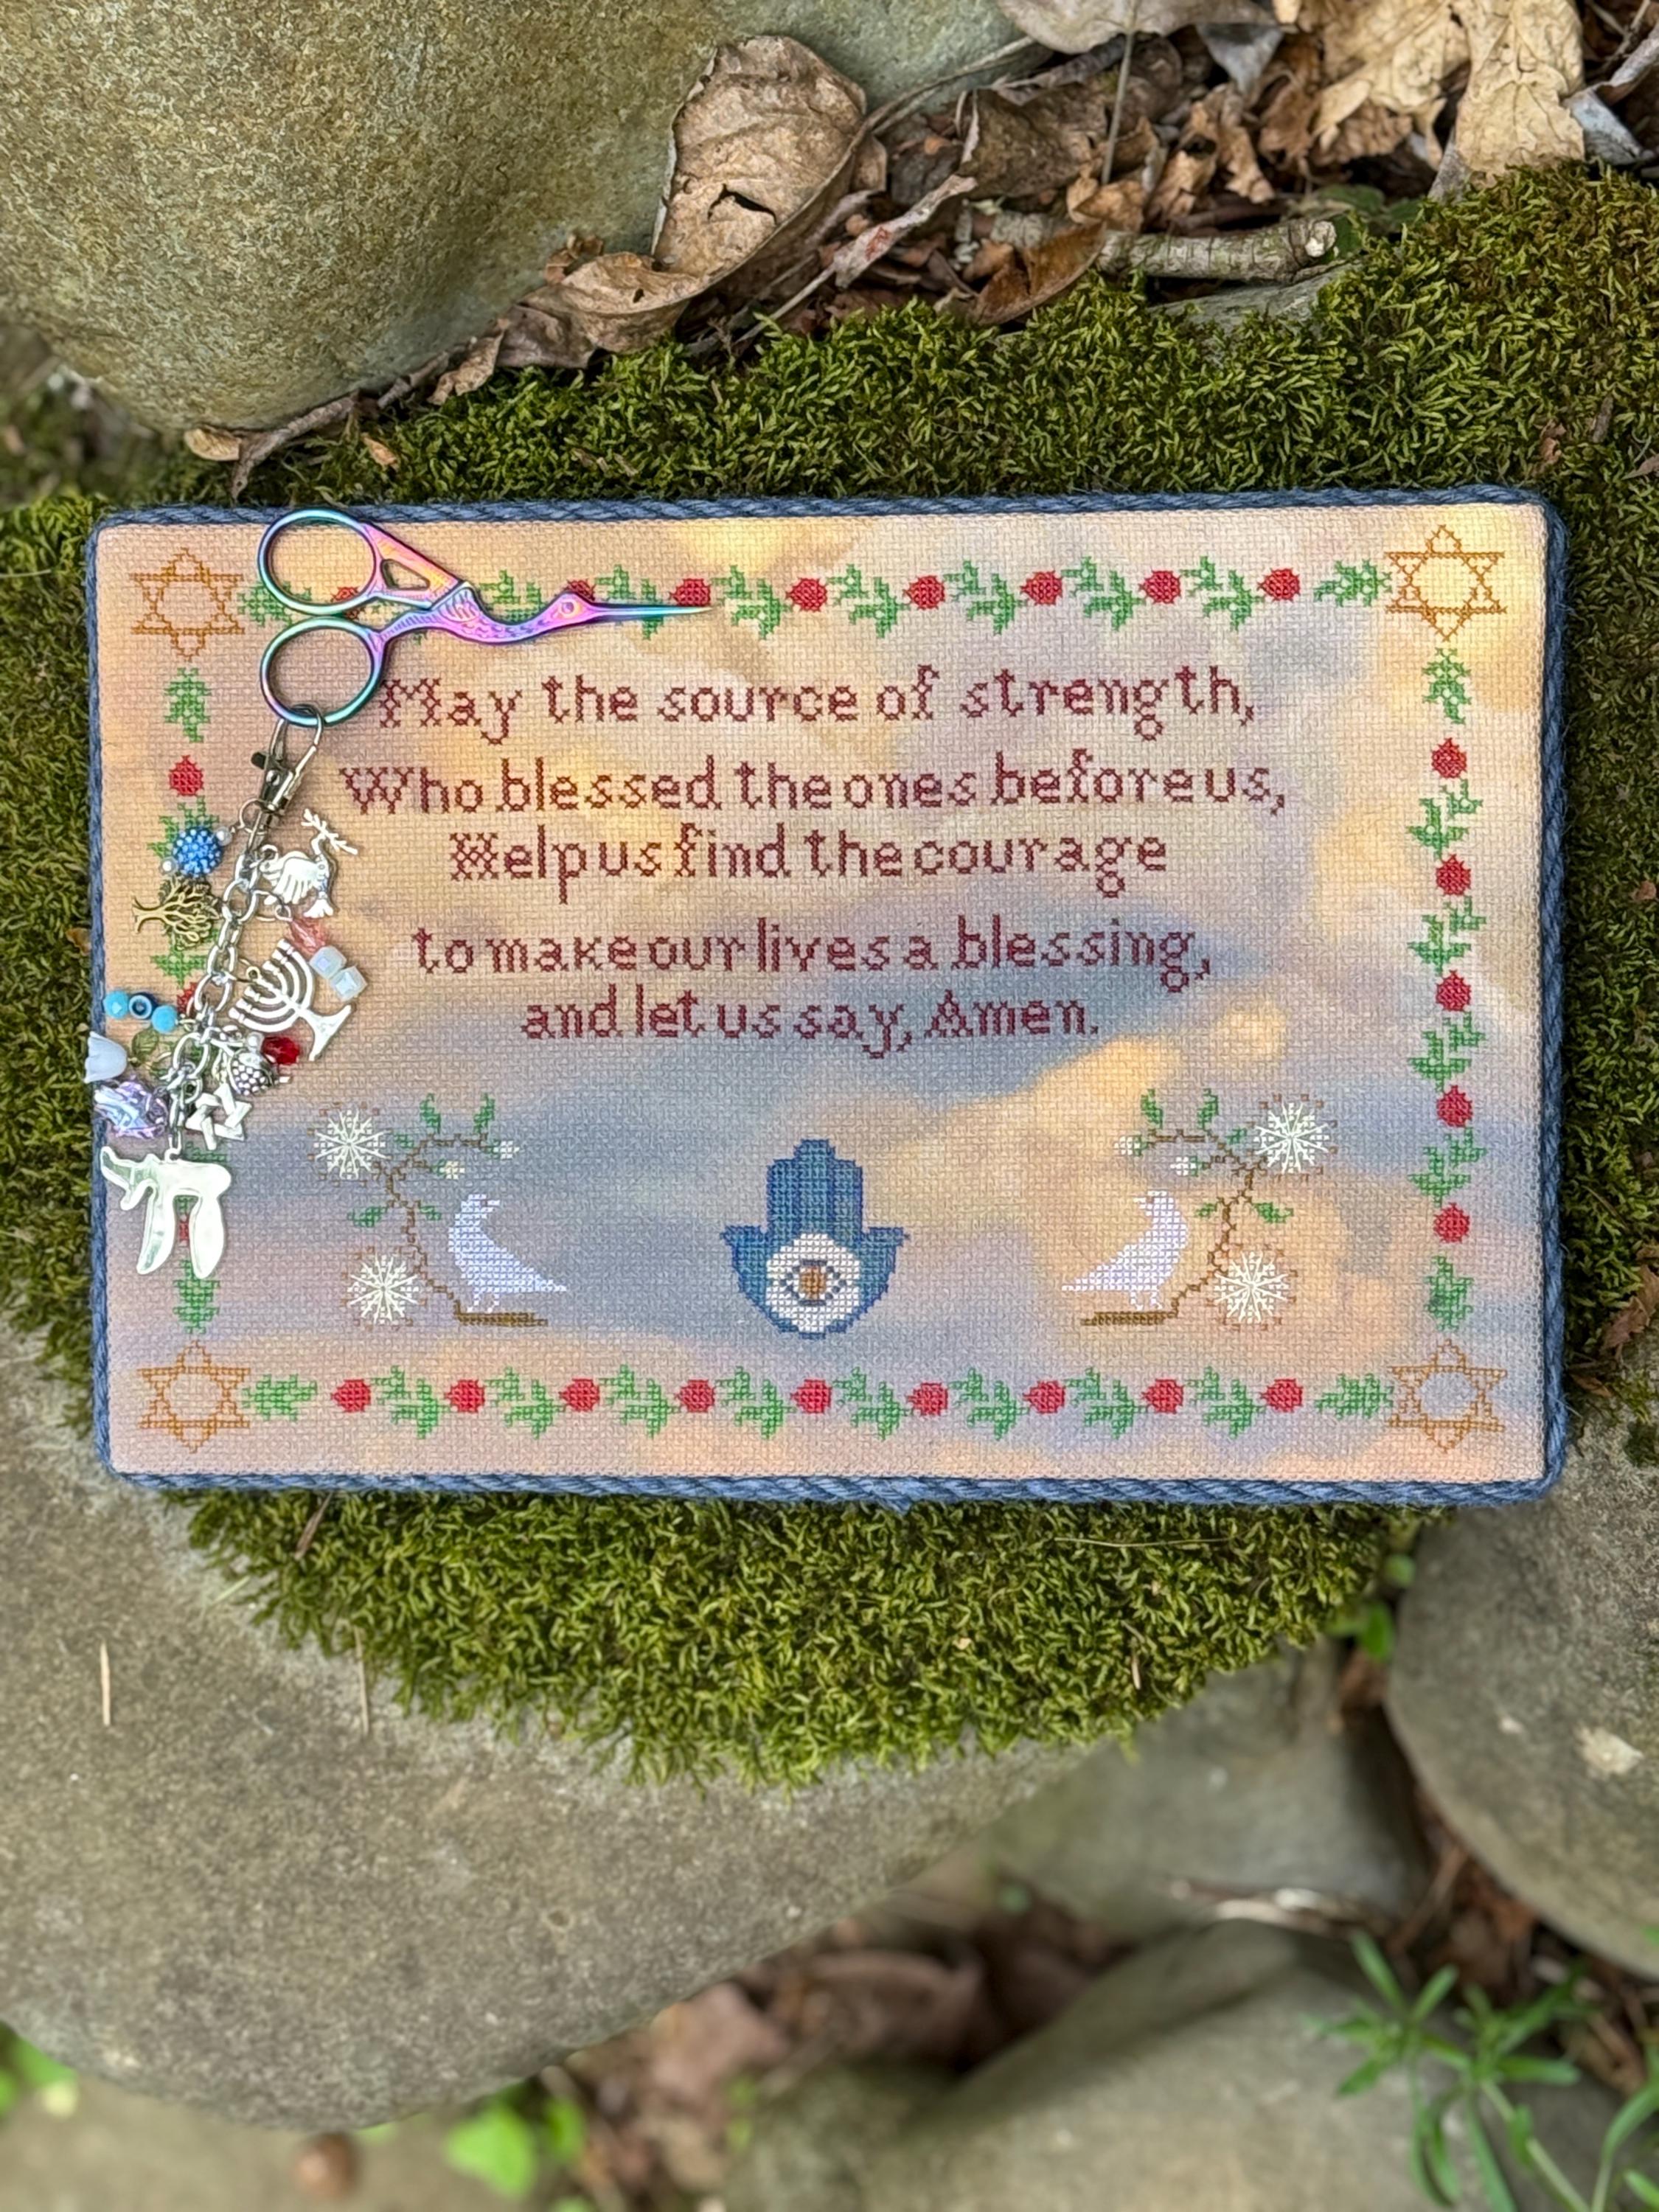 May the source of strength,
Who blessed the ones before us,
Help us find the courage
to make our lives a blessing,
and let us say, Amen.
חי